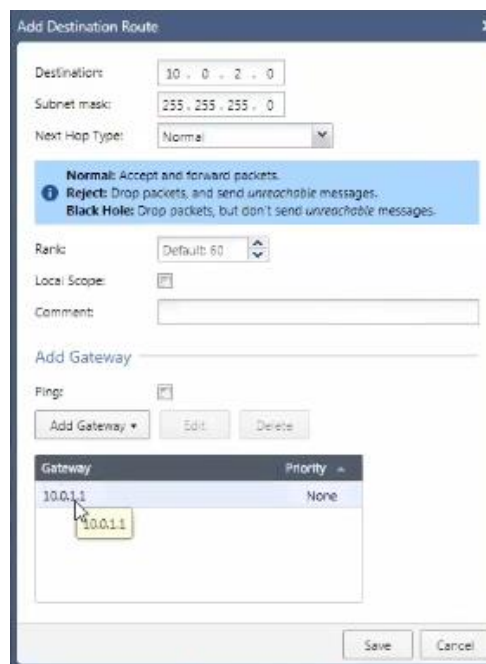 Add Destination Route
Destination: 10 . 0 . 2 . 0
Subnet mask: 255 . 255 . 255 . 0
Next Hop Type: Normal
Normal: Accept and forward packets.
Reject: Drop packets, and send unreachable messages.
Black Hole: Drop packets, but don't send unreachable messages.
Rank: Default: 60
Local Scope:
Comment:
Add Gateway
Ping:
Add Gateway Edit Delete
Gateway Priority
10.0.1.1 None
10.0.1.1
Save Cancel